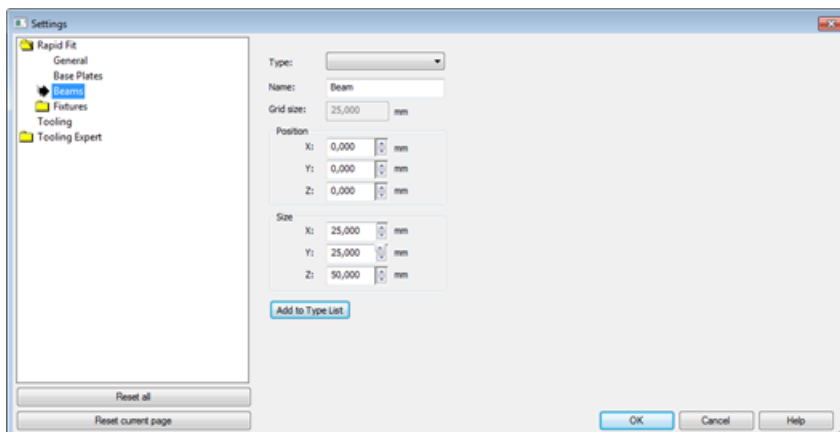 Settings
Rapid Fit
General
Base Plates
Beams
Fixtures
Tooling
Tooling Expert
Type:
Name: Beam
Grid size: 25,000 mm
Position
X: 0,000 mm
Y: 0,000 mm
Z: 0,000 mm
Size
X: 25,000 mm
Y: 25,000 mm
Z: 50,000 mm
Add to Type List
Reset all
Reset current page
OK Cancel Help